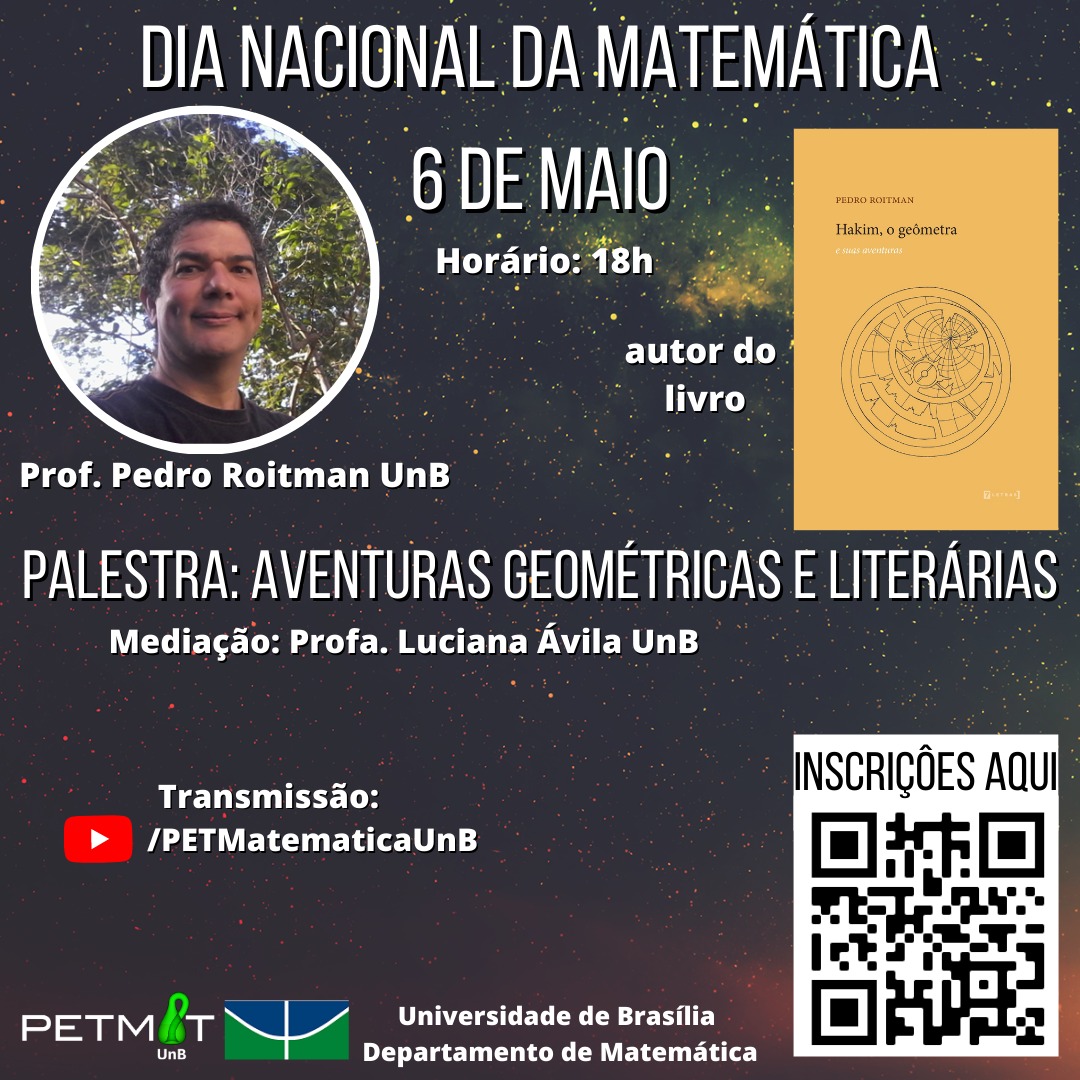 DIA NACIONAL DA MATEMÁTICA
6 DE MAIO
Horário: 18h
autor do
livro
PEDRO ROITMAN
Hakim, o geômetra
e suas aventuras
7LETRAS
Prof. Pedro Roitman UnB
PALESTRA: AVENTURAS GEOMÉTRICAS E LITERÁRIAS
Mediação: Profa. Luciana Ávila UnB
INSCRIÇÔES AQUI
Transmissão:
/PETMatematicaUnB
PETMAT
UnB
Universidade de Brasília
Departamento de Matemática